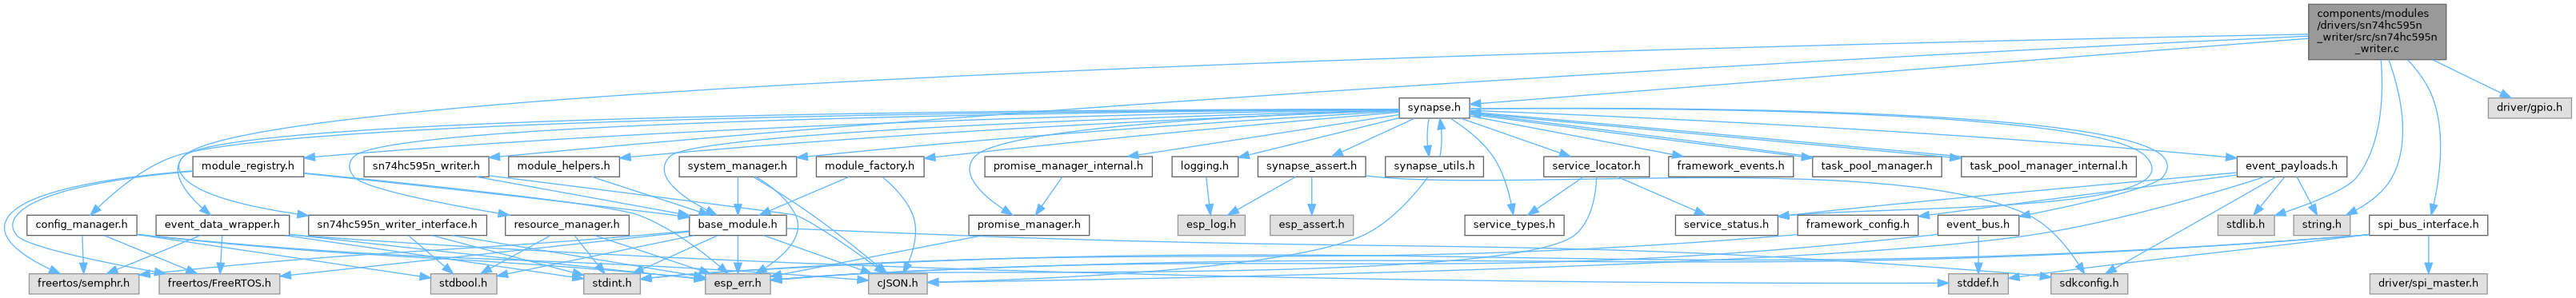 components/modules
/drivers/sn74hc595n
_writer/src/sn74hc595n
_writer.c
synapse.h
driver/gpio.h
module_registry.h
sn74hc595n_writer.h
module_helpers.h
system_manager.h
module_factory.h
promise_manager_internal.h
logging.h
synapse_assert.h
synapse_utils.h
service_locator.h
framework_events.h
task_pool_manager.h
task_pool_manager_internal.h
event_payloads.h
config_manager.h
event_data_wrapper.h
sn74hc595n_writer_interface.h
resource_manager.h
base_module.h
promise_manager.h
esp_log.h
esp_assert.h
service_types.h
service_status.h
framework_config.h
event_bus.h
stdlib.h
string.h
spi_bus_interface.h
freertos/semphr.h
freertos/FreeRTOS.h
stdbool.h
stdint.h
esp_err.h
cJSON.h
stddef.h
sdkconfig.h
driver/spi_master.h